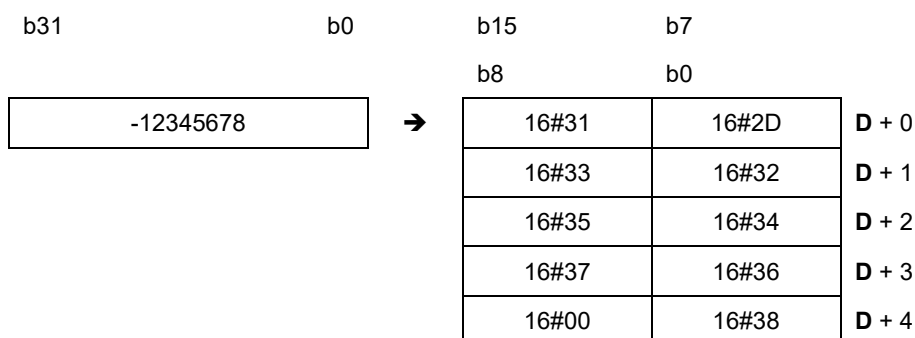 b31 b0 b15 b7
b8 b0
-12345678 ➔ 16#31 16#2D D + 0
16#33 16#32 D + 1
16#35 16#34 D + 2
16#37 16#36 D + 3
16#00 16#38 D + 4